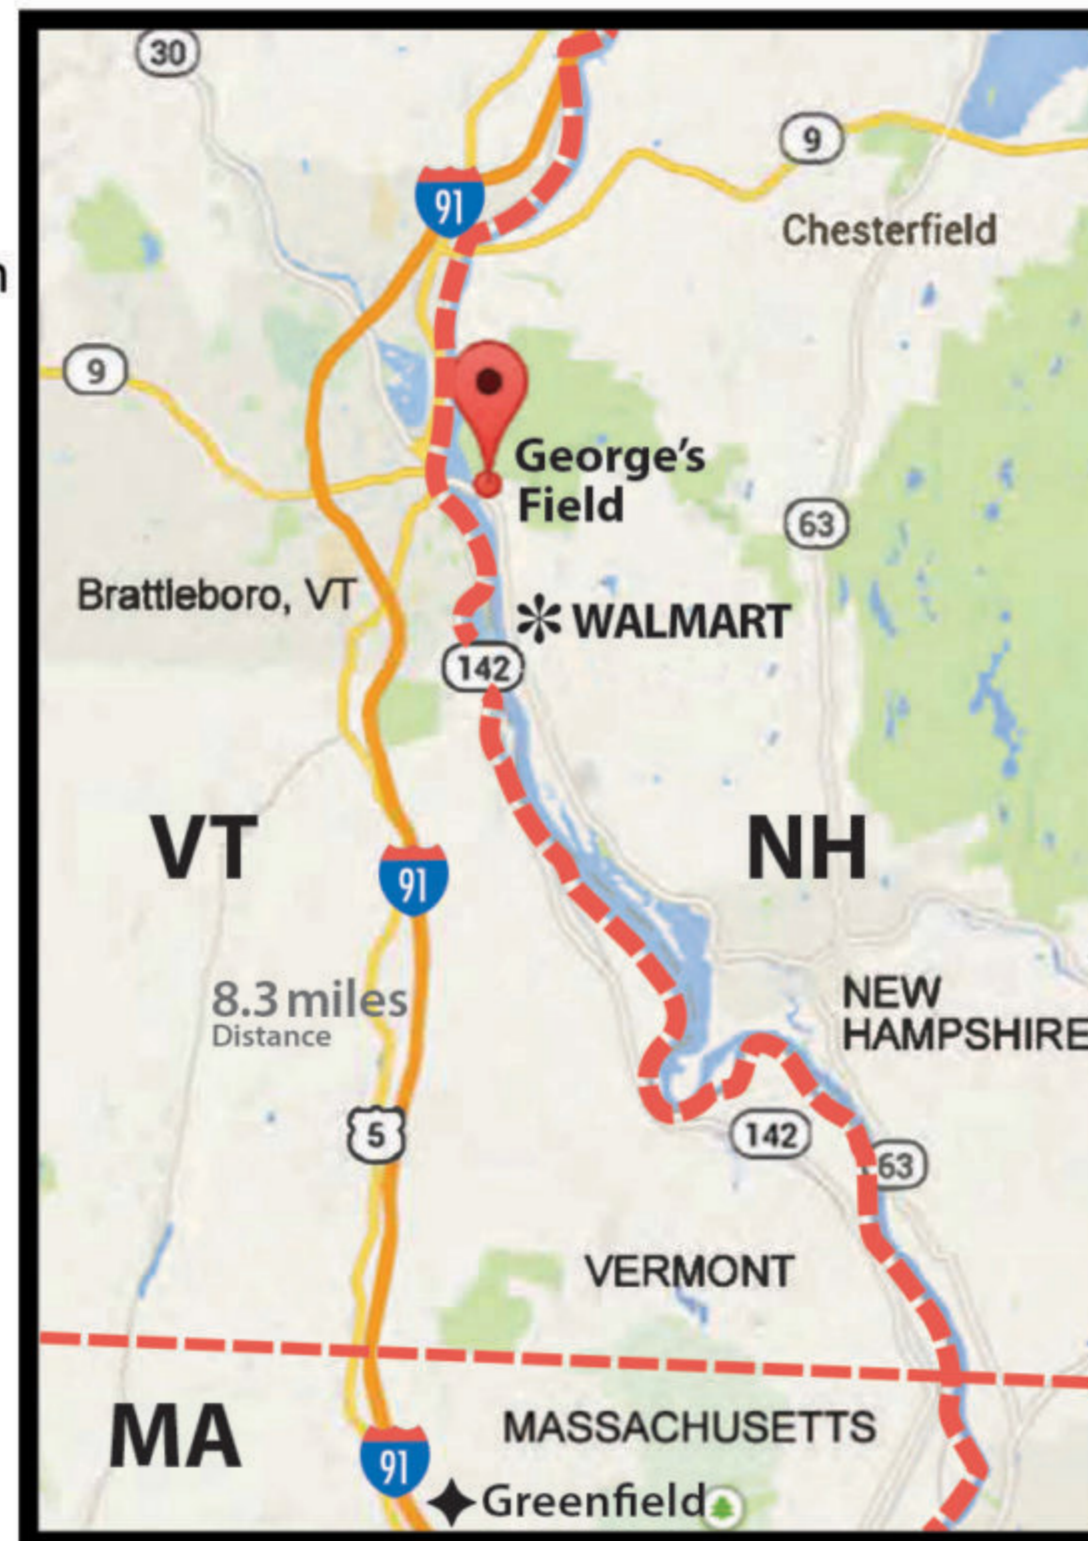 30
9
91
Chesterfield
n
9
George's
Field
63
Brattleboro, VT
WALMART
142
VT
NH
91
8.3 miles
Distance
NEW
HAMPSHIRE
5
142
63
VERMONT
MA
MASSACHUSETTS
91
Greenfield